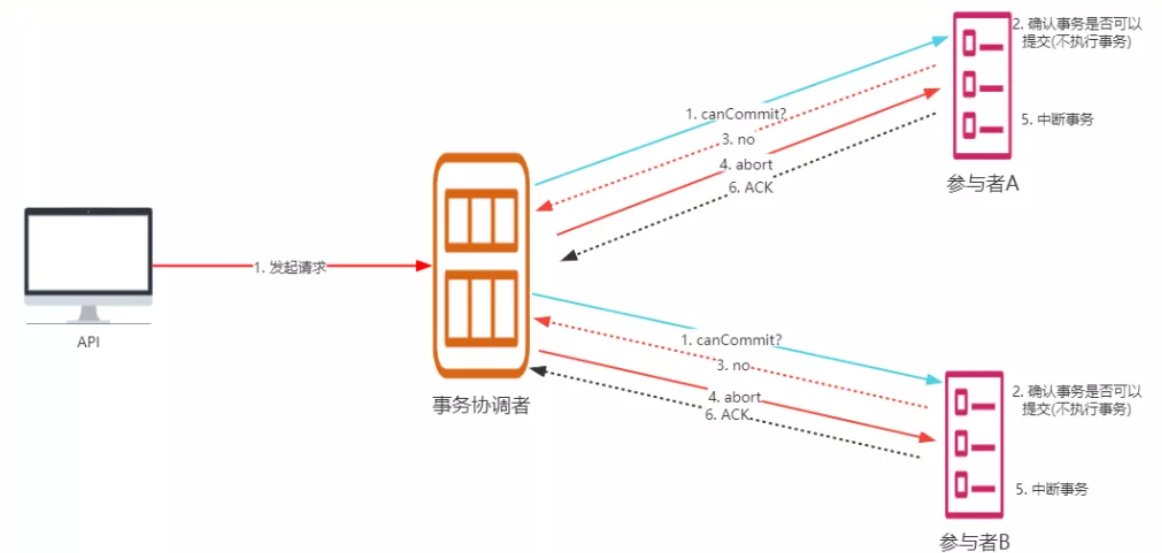 2. 确认事务是否可以
提交(不执行事务)
1. canCommit?
3. no
4. abort
6. ACK
5. 中断事务
参与者A
1. 发起请求
API
事务协调者
1. canCommit?
3. no
4. abort
6. ACK
2. 确认事务是否可以
提交(不执行事务)
5. 中断事务
参与者B